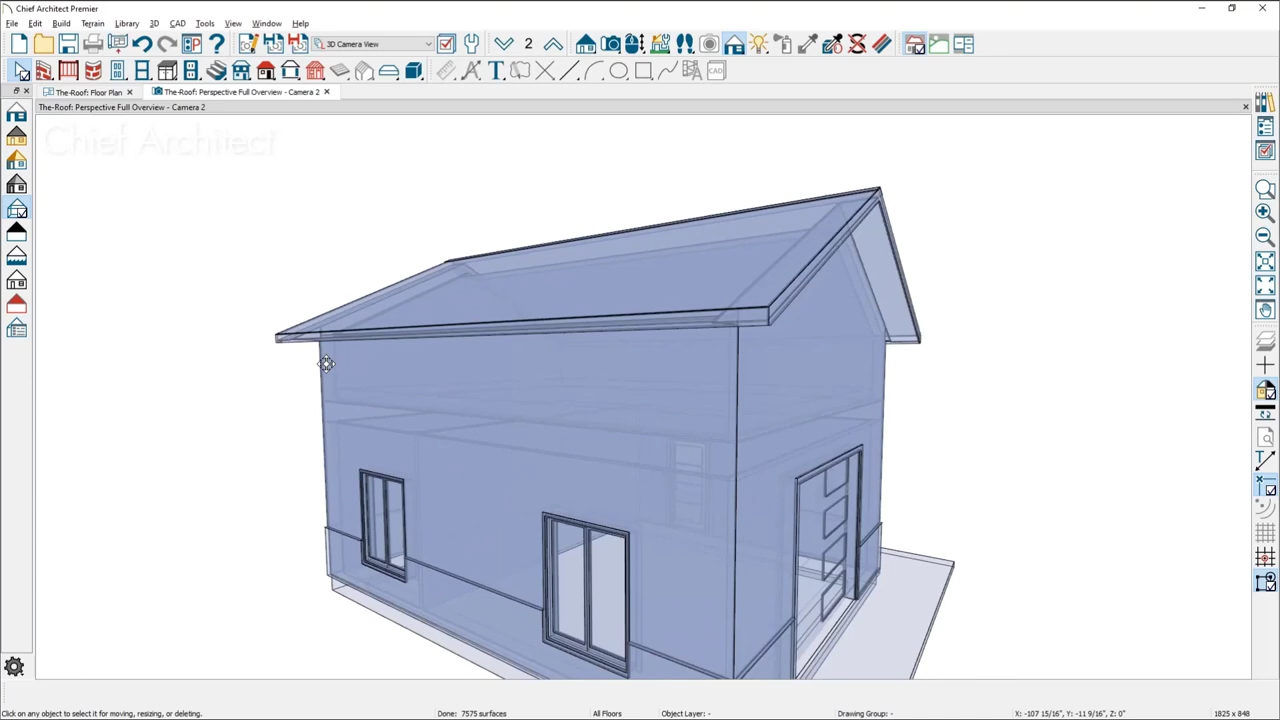 Chief Architect Premier
File Edit Build Terrain Library 3D CAD Tools View Window Help
3D Camera View
2
CAD
The-Roof: Floor Plan
The-Roof: Perspective Full Overview - Camera 2
The-Roof: Perspective Full Overview - Camera 2
Chief Architect
Click on any object to select it for moving, resizing, or deleting.
Done: 7575 surfaces
All Floors
Object Layer: -
Drawing Group: -
X: -107 15/16", Y: -11 9/16", Z: 0"
1825 x 848